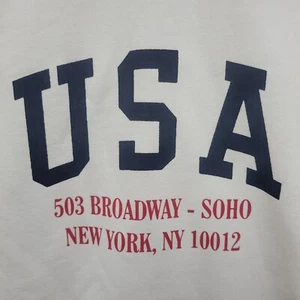 USA
503 BROADWAY - SOHO
NEW YORK, NY 10012